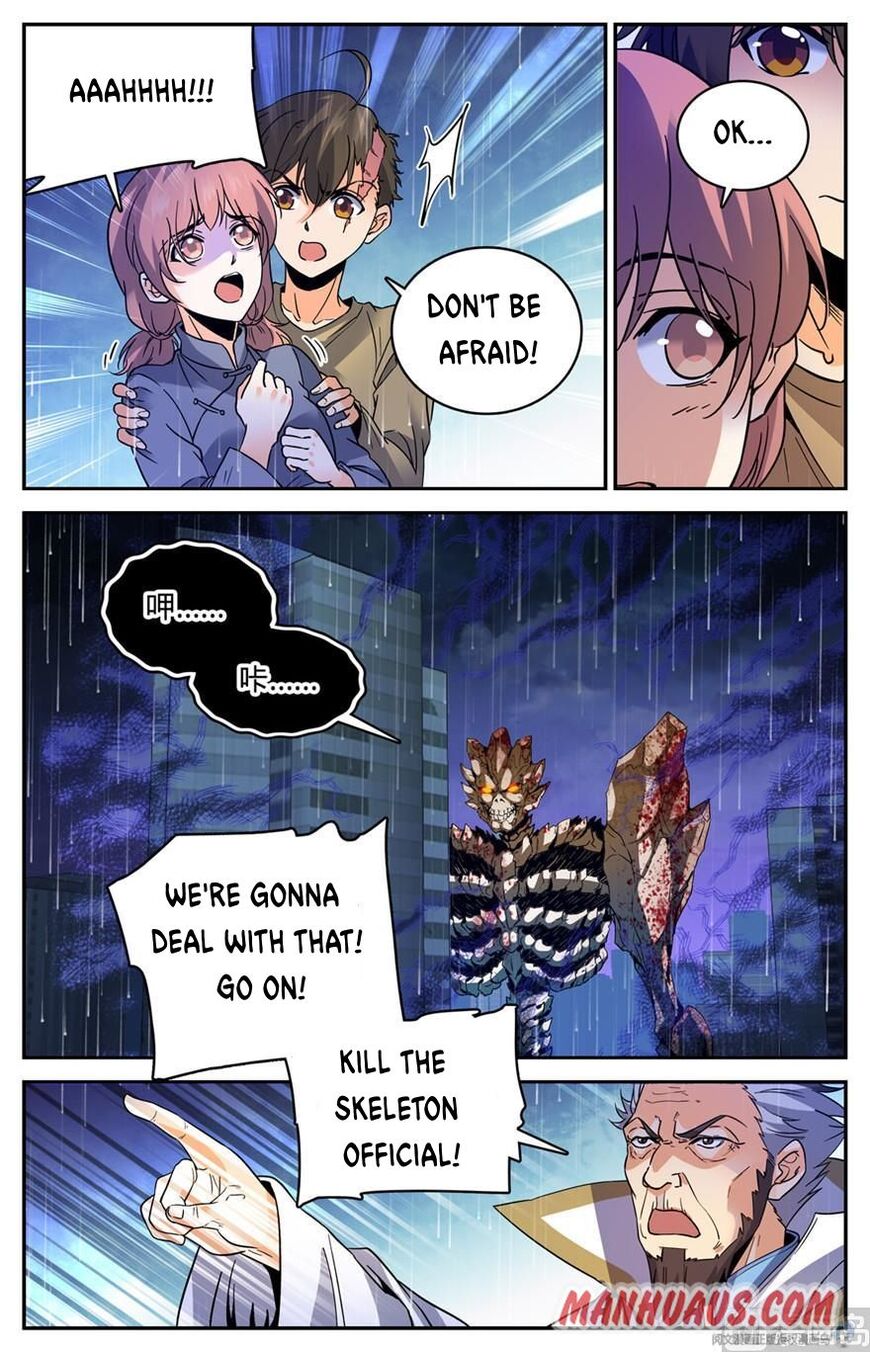 AAAHHHH!!!
DON'T BE
AFRAID!
OK...
呷......
咔......
WE'RE GONNA
DEAL WITH THAT!
GO ON!
KILL THE
SKELETON
OFFICIAL!
MANHUAUS.COM